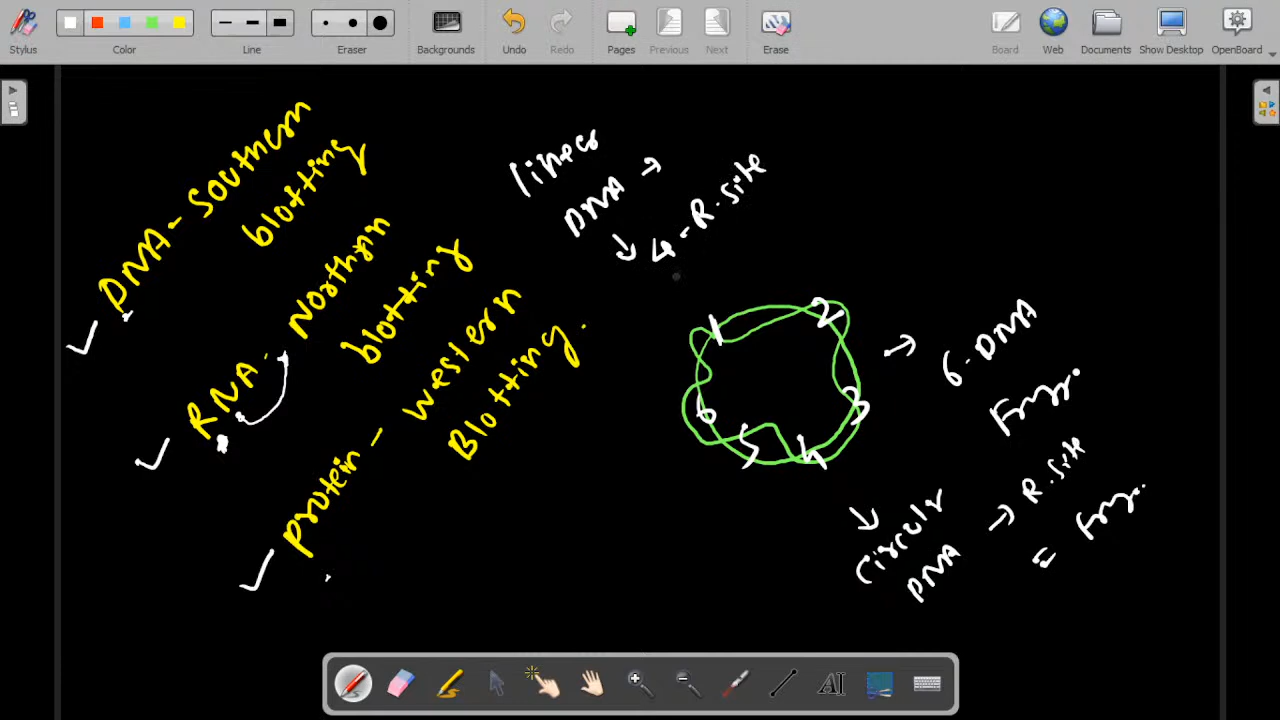 Stylus
Color
Line
Eraser
Backgrounds
Undo
Redo
Pages
Previous
Next
Erase
Board
Web
Documents
Show Desktop
OpenBoard
DNA - Southern
blotting
RNA - Northrn
blotting
Protein - western
Blotting.
linear
DNA →
↓ 4 - R.site
1
2
3
4
5
6
→ 6-DNA
Frag.
↓
Circular
DNA → R.site
= Frag.